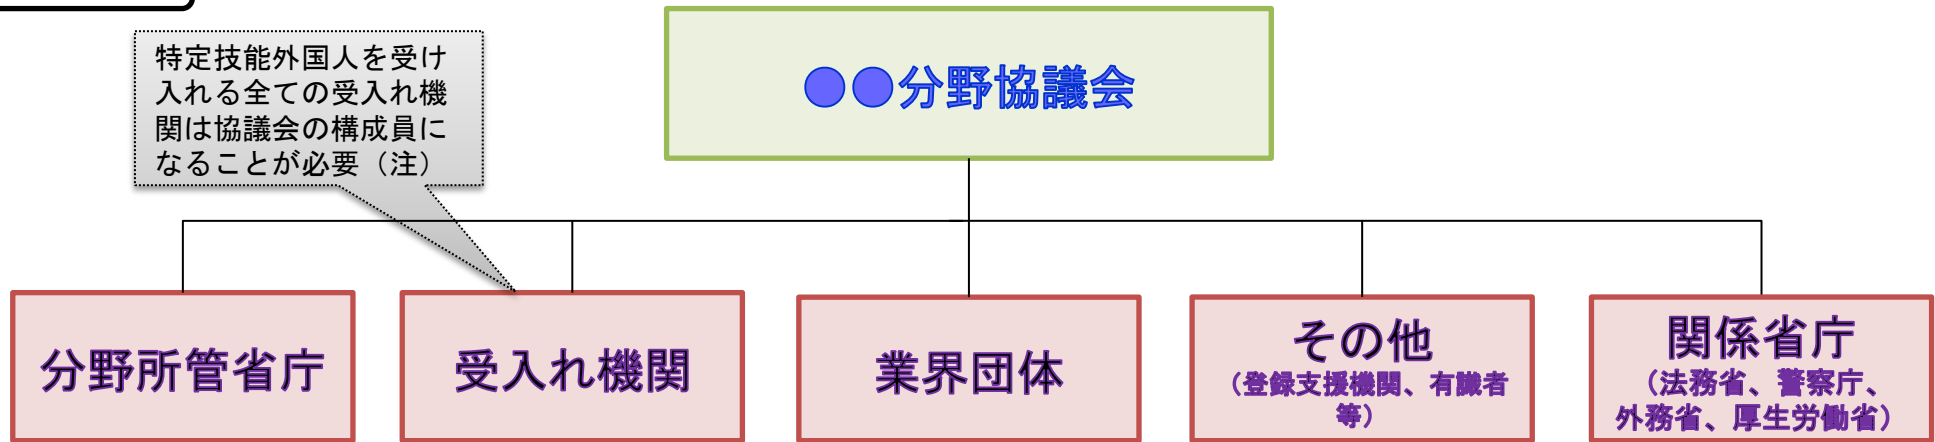 特定技能外国人を受け
入れる全ての受入れ機
関は協議会の構成員に
なることが必要（注）
●●分野協議会
分野所管省庁
受入れ機関
業界団体
その他
（登録支援機関、有識者
等）
関係省庁
（法務省、警察庁、
外務省、厚生労働省）